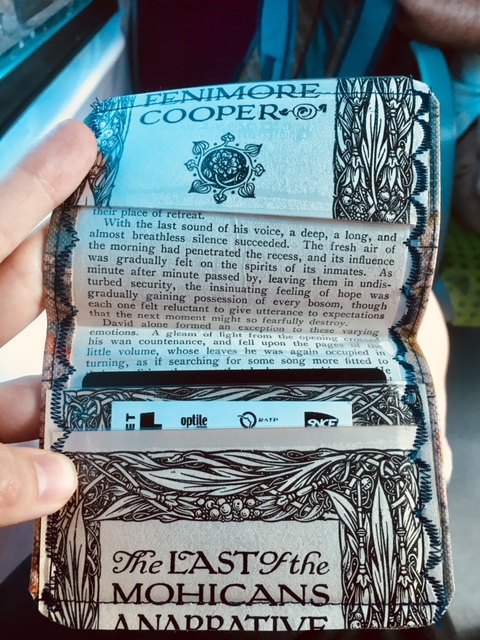 FENIMORE
COOPER
their place of retreat.
With the last sound of his voice, a deep, a long, and
almost breathless silence succeeded. The fresh air of
the morning had penetrated the recess, and its influence
was gradually felt on the spirits of its inmates. As
minute after minute passed by, leaving them in undis-
turbed security, the insinuating feeling of hope was
gradually gaining possession of every bosom, though
each one felt reluctant to give utterance to expectations
that the next moment might so fearfully destroy.
David alone formed an exception to these varying
emotions. A gleam of light from the opening crossed
his wan countenance, and fell upon the pages of the
little volume, whose leaves he was again occupied in
turning, as if searching for some song more fitted to
optile RATP SNCF
The LAST of the
MOHICANS
A NARRATIVE